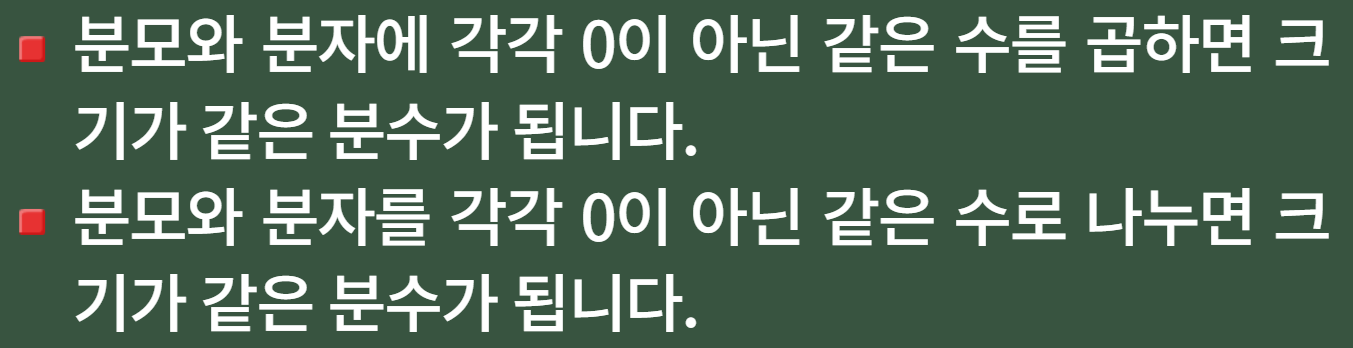 분모와 분자에 각각 0이 아닌 같은 수를 곱하면 크
기가 같은 분수가 됩니다.
분모와 분자를 각각 0이 아닌 같은 수로 나누면 크
기가 같은 분수가 됩니다.